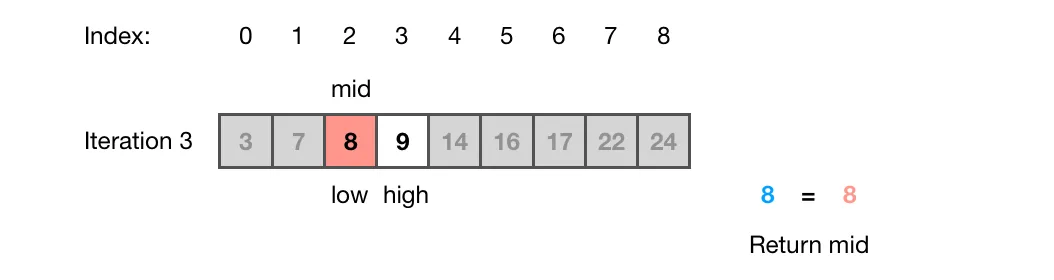 Index: 0 1 2 3 4 5 6 7 8
mid
Iteration 3 3 7 8 9 14 16 17 22 24
low high
8 = 8
Return mid